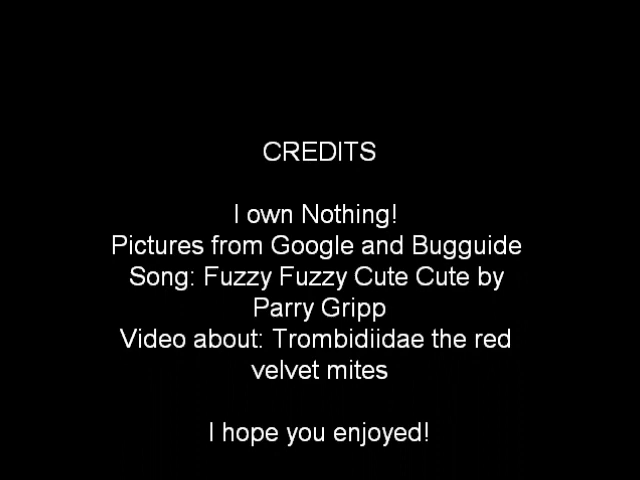 CREDITS
I own Nothing!
Pictures from Google and Bugguide
Song: Fuzzy Fuzzy Cute Cute by
Parry Gripp
Video about: Trombidiidae the red
velvet mites
I hope you enjoyed!